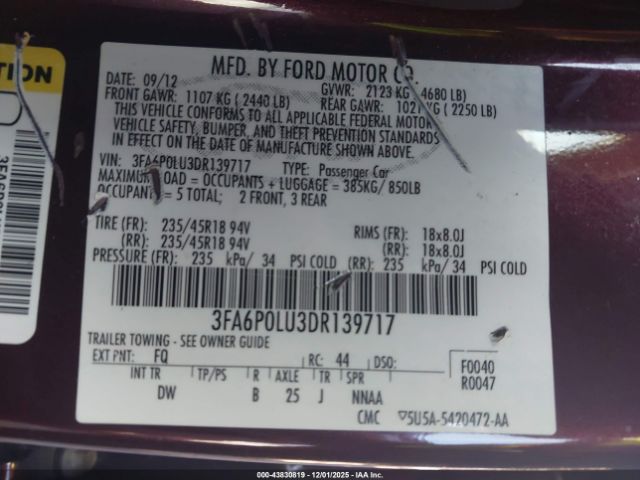 TION
MFD. BY FORD MOTOR CO.
DATE: 09/12 GVWR: 2123 KG 4680 LB)
FRONT GAWR: 1107 KG ( 2440 LB) REAR GAWR: 102 KG ( 2250 LB)
THIS VEHICLE CONFORMS TO ALL APPLICABLE FEDERAL MOTOR
VEHICLE SAFETY, BUMPER, AND THEFT PREVENTION STANDARDS
IN EFFECT ON THE DATE OF MANUFACTURE SHOWN ABOVE.
VIN: 3FA6P0LU3DR139717 TYPE: Passenger Car
MAXIMUM LOAD = OCCUPANTS + LUGGAGE = 385KG/ 850LB
OCCUPANTS = 5 TOTAL; 2 FRONT, 3 REAR
TIRE (FR): 235/45R18 94V RIMS (FR): 18x8.0J
(RR): 235/45R18 94V (RR): 18x8.0J
PRESSURE (FR): 235 kPa/ 34 PSI COLD (RR): 235 kPa/ 34 PSI COLD
3FA6P0LU3DR139717
TRAILER TOWING - SEE OWNER GUIDE
EXT PNT: FQ RC: 44 DSO: F0040
R0047
INT TR TP/PS R AXLE TR SPR
DW B 25 J NNAA
CMC ▽5U5A-5420472-AA
000-43830819 • 12/01/2025 • IAAI.COM